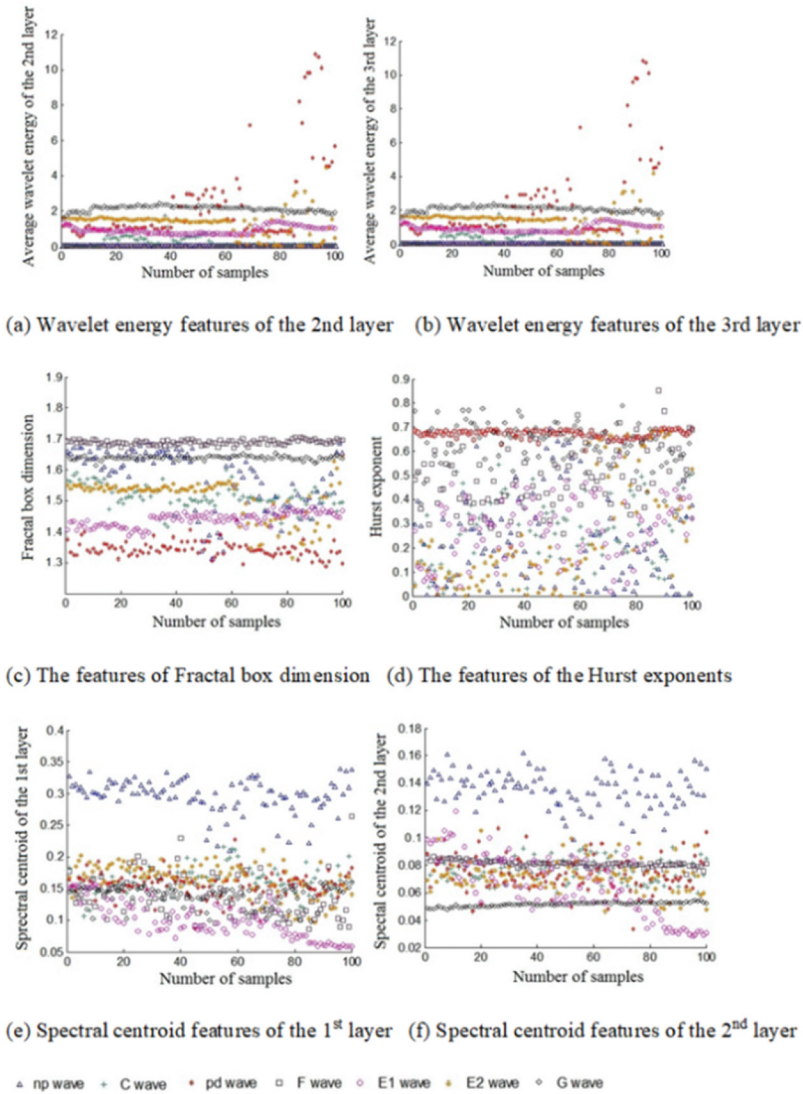 Average wavelet energy of the 2nd layer
12
10
8
6
4
2
0
0 20 40 60 80 100
Number of samples
Average wavelet energy of the 3rd layer
12
10
8
6
4
2
0
0 20 40 60 80 100
Number of samples
(a) Wavelet energy features of the 2nd layer
(b) Wavelet energy features of the 3rd layer
Fractal box dimension
1.9
1.8
1.7
1.6
1.5
1.4
1.3
0 20 40 60 80 100
Number of samples
Hurst exponent
0.9
0.8
0.7
0.6
0.5
0.4
0.3
0.2
0.1
0
0 20 40 60 80 100
Number of samples
(c) The features of Fractal box dimension
(d) The features of the Hurst exponents
Sprectral centroid of the 1st layer
0.4
0.35
0.3
0.25
0.2
0.15
0.1
0.05
0 20 40 60 80 100
Number of samples
Spectal centroid of the 2nd layer
0.18
0.16
0.14
0.12
0.1
0.08
0.06
0.04
0.02
0 20 40 60 80 100
Number of samples
(e) Spectral centroid features of the 1st layer
(f) Spectral centroid features of the 2nd layer
np wave C wave pd wave F wave E1 wave E2 wave G wave